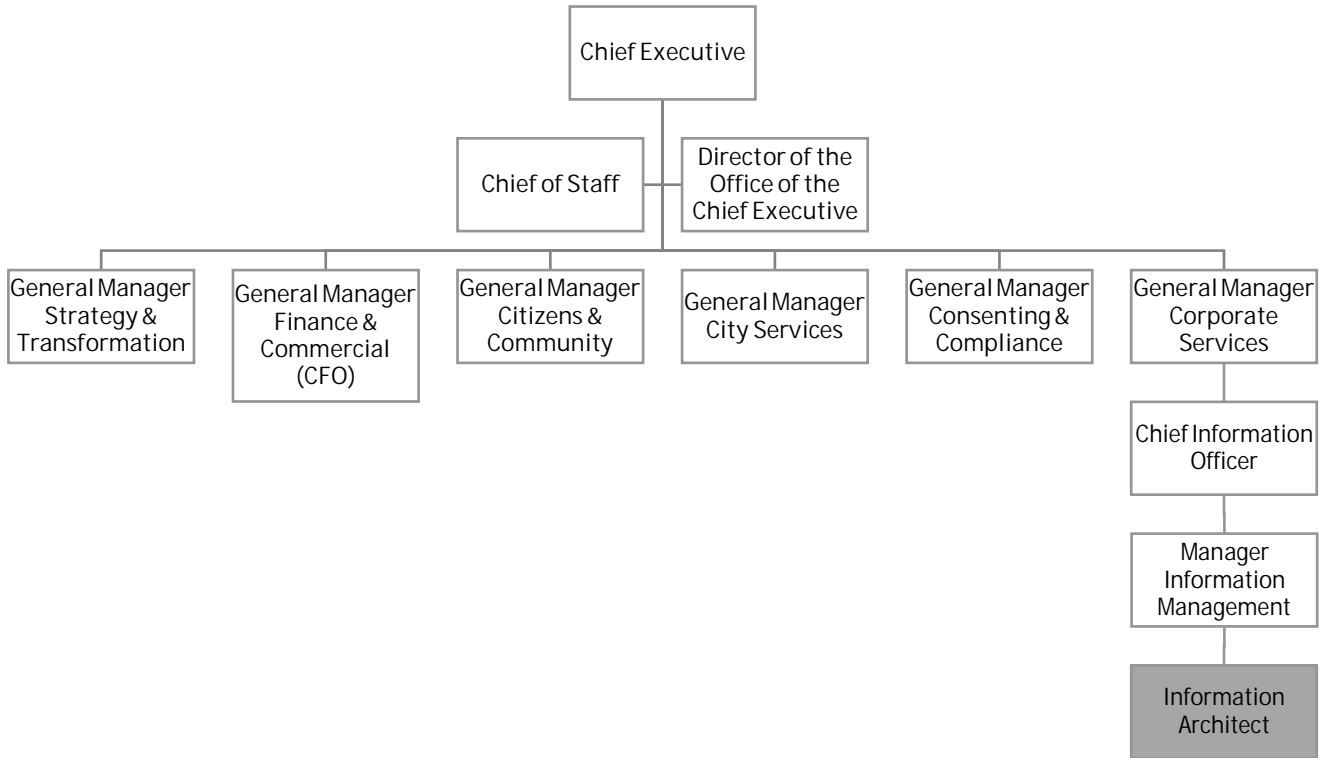 Chief Executive
Chief of Staff
Director of the
Office of the
Chief Executive
General Manager
Strategy &
Transformation
General Manager
Finance &
Commercial
(CFO)
General Manager
Citizens &
Community
General Manager
City Services
General Manager
Consenting &
Compliance
General Manager
Corporate
Services
Chief Information
Officer
Manager
Information
Management
Information
Architect